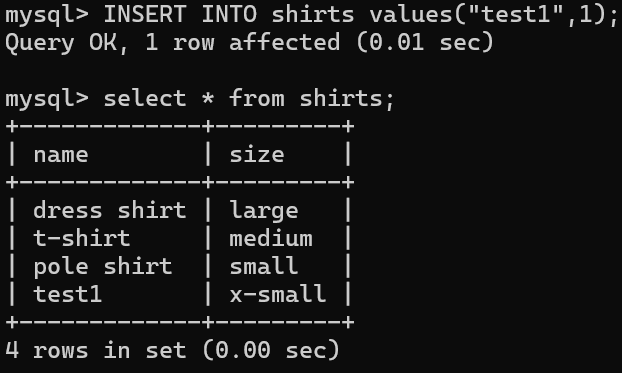 mysql> INSERT INTO shirts values("test1",1);
Query OK, 1 row affected (0.01 sec)

mysql> select * from shirts;
+-------------+---------+
| name        | size    |
+-------------+---------+
| dress shirt | large   |
| t-shirt     | medium  |
| pole shirt  | small   |
| test1       | x-small |
+-------------+---------+
4 rows in set (0.00 sec)